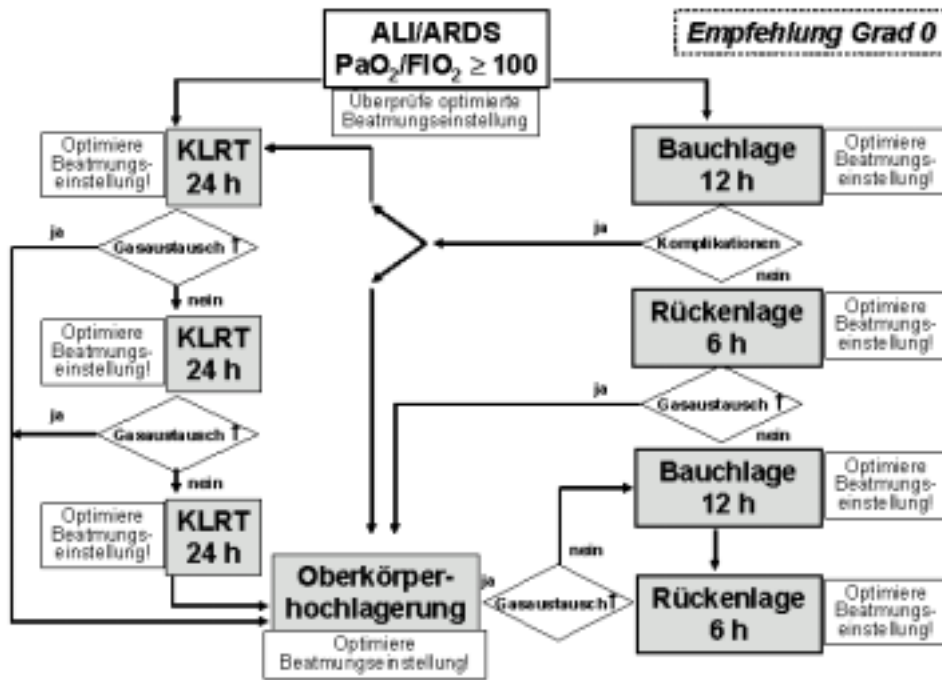 ALI/ARDS
PaO₂/FIO₂ ≥ 100
Überprüfe optimierte
Beatmungseinstellung
Empfehlung Grad 0
Optimiere
Beatmungs-
einstellung!
KLRT
24 h
Bauchlage
12 h
Optimiere
Beatmungs-
einstellung!
ja
Gasaustausch ↑
nein
ja
Komplikationen
nein
Optimiere
Beatmungs-
einstellung!
KLRT
24 h
Rückenlage
6 h
Optimiere
Beatmungs-
einstellung!
ja
Gasaustausch ↑
nein
ja
Gasaustausch ↑
nein
Optimiere
Beatmungs-
einstellung!
KLRT
24 h
Bauchlage
12 h
Optimiere
Beatmungs-
einstellung!
Oberkörper-
hochlagerung
Optimiere
Beatmungseinstellung!
ja
Gasaustausch ↑
nein
Rückenlage
6 h
Optimiere
Beatmungs-
einstellung!